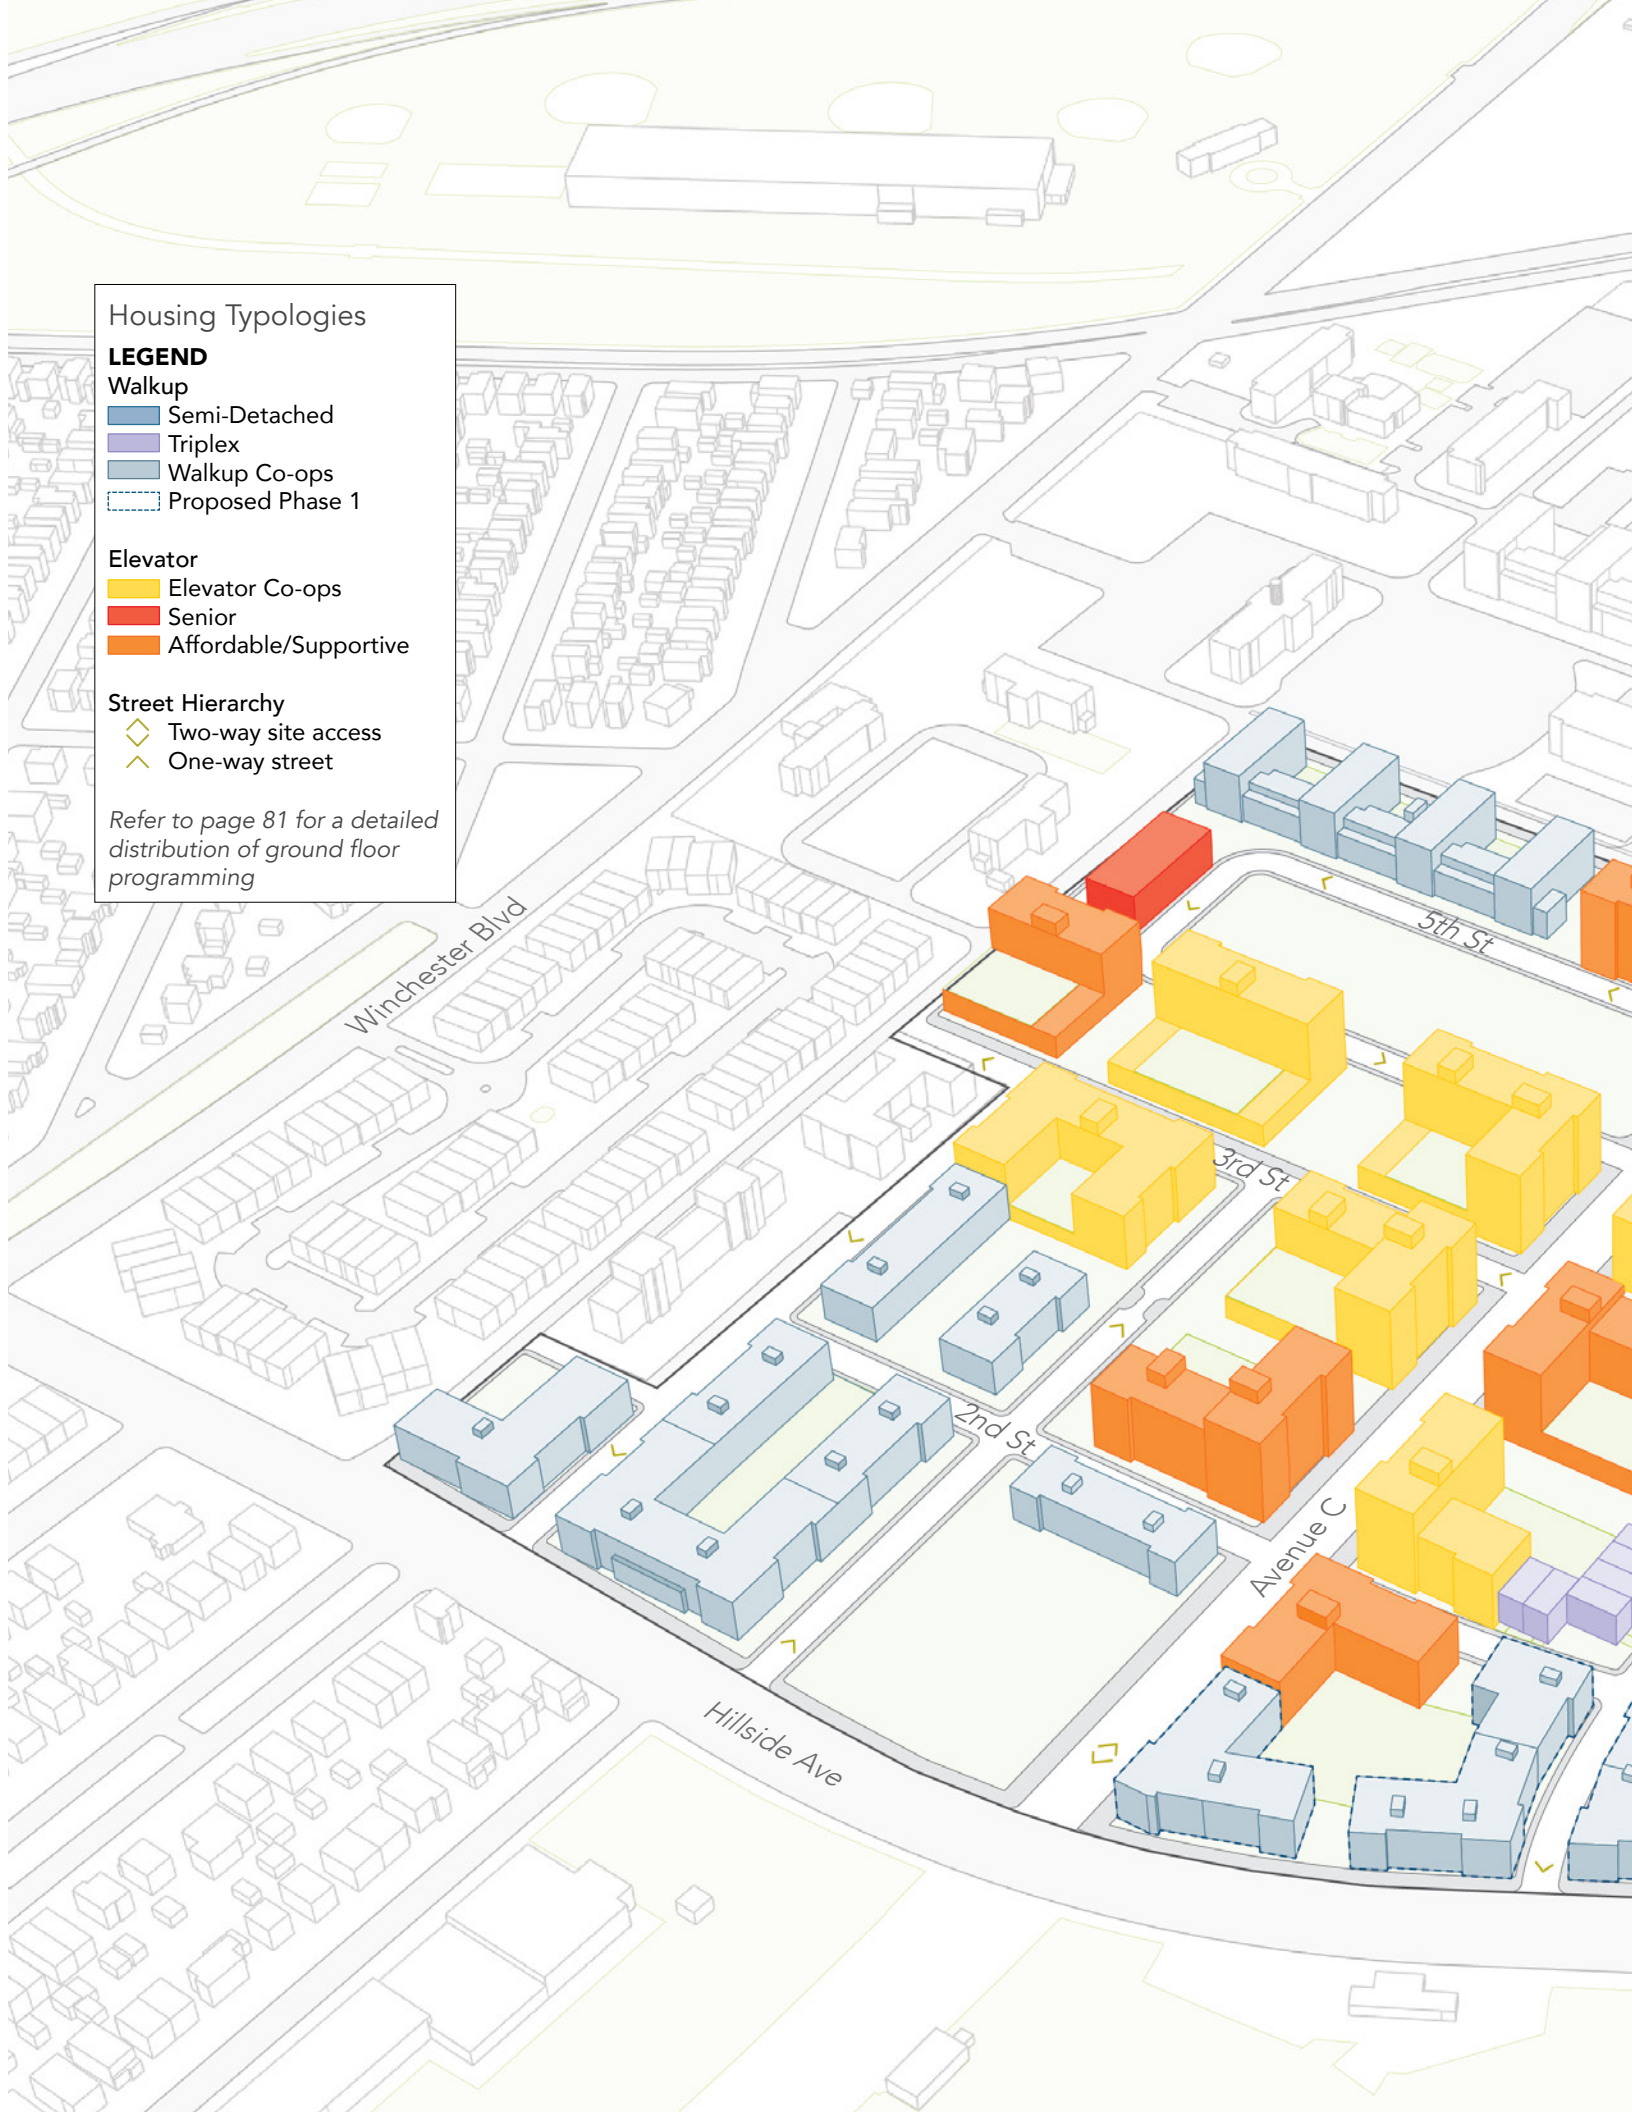 Housing Typologies
LEGEND
Walkup
Semi-Detached
Triplex
Walkup Co-ops
Proposed Phase 1
Elevator
Elevator Co-ops
Senior
Affordable/Supportive
Street Hierarchy
Two-way site access
One-way street
Refer to page 81 for a detailed
distribution of ground floor
programming
Winchester Blvd
5th St
3rd St
2nd St
Avenue C
Hillside Ave